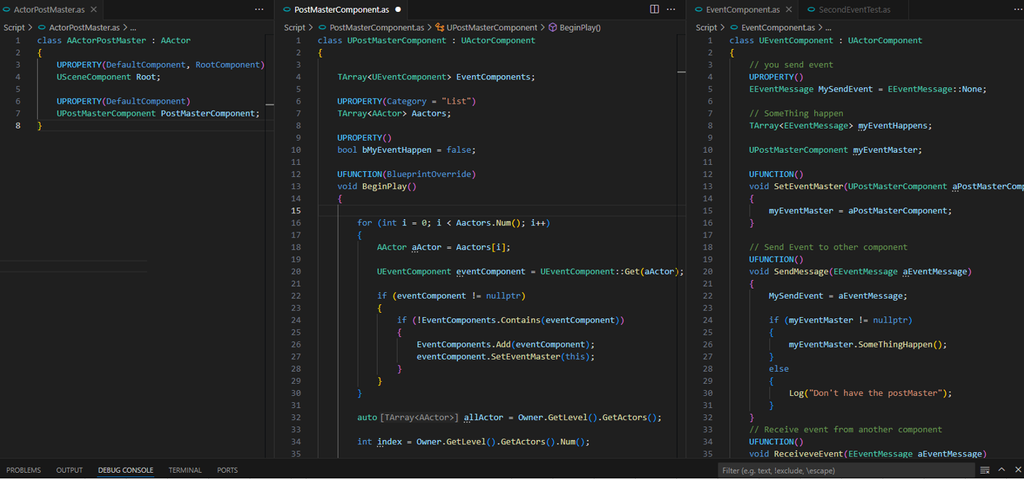 ActorPostMaster.as
Script > ActorPostMaster.as > ...
1 class AActorPostMaster : AActor
2 {
3
4 UPROPERTY(DefaultComponent, RootComponent)
5 USceneComponent Root;
6
7 UPROPERTY(DefaultComponent)
UPostMasterComponent PostMasterComponent;
8 }
PostMasterComponent.as
Script > PostMasterComponent.as > UPostMasterComponent > BeginPlay()
1 class UPostMasterComponent : UActorComponent
2 {
3
4 TArray<UEventComponent> EventComponents;
5
6 UPROPERTY(Category = "List")
7 TArray<AActor> Aactors;
8
9 UPROPERTY()
10 bool bMyEventHappen = false;
11
12 UFUNCTION(BlueprintOverride)
13 void BeginPlay()
14 {
15
16 for (int i = 0; i < Aactors.Num(); i++)
17 {
18 AActor aActor = Aactors[i];
19
20 UEventComponent eventComponent = UEventComponent::Get(aActor);
21
22 if (eventComponent != nullptr)
23 {
24 if (!EventComponents.Contains(eventComponent))
25 {
26 EventComponents.Add(eventComponent);
27 eventComponent.SetEventMaster(this);
28 }
29 }
30 }
31
32 auto [TArray<AActor>] allActor = Owner.GetLevel().GetActors();
33
34 int index = Owner.GetLevel().GetActors().Num();
35
EventComponent.as
SecondEventTest.as
Script > EventComponent.as > ...
1 class UEventComponent : UActorComponent
2 {
3 // you send event
4 UPROPERTY()
5 EEventMessage MySendEvent = EEventMessage::None;
6
7 // SomeThing happen
8 TArray<EEventMessage> myEventHappens;
9
10 UPostMasterComponent myEventMaster;
11
12 UFUNCTION()
13 void SetEventMaster(UPostMasterComponent aPostMasterComp
14 {
15 myEventMaster = aPostMasterComponent;
16 }
17
18 // Send Event to other component
19 UFUNCTION()
20 void SendMessage(EEventMessage aEventMessage)
21 {
22 MySendEvent = aEventMessage;
23
24 if (myEventMaster != nullptr)
25 {
26 myEventMaster.SomeThingHappen();
27 }
28 else
29 {
30 Log("Don't have the postMaster");
31 }
32 }
33 // Receive event from another component
34 UFUNCTION()
35 void ReceiveveEvent(EEventMessage aEventMessage)
PROBLEMS OUTPUT DEBUG CONSOLE TERMINAL PORTS
Filter (e.g. text, !exclude, \escape)